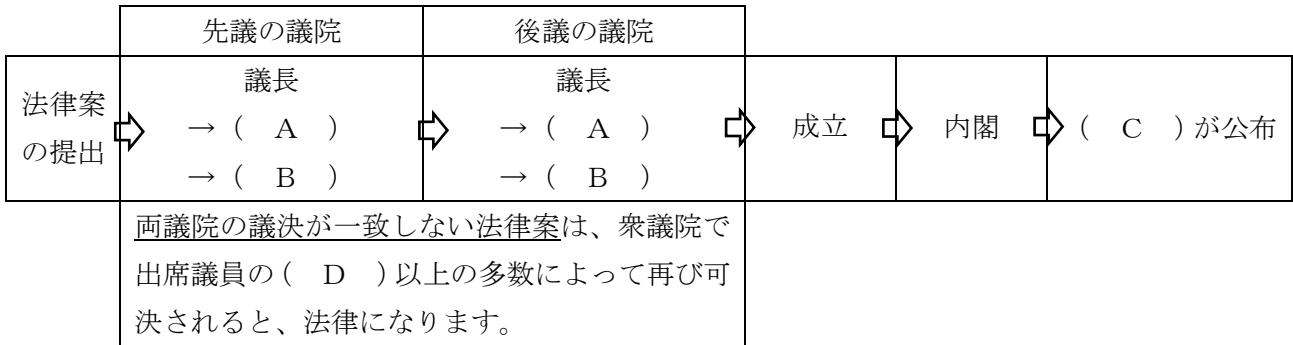 先議の議院
後議の議院
法律案
の提出
議長
→（　A　）
→（　B　）
議長
→（　A　）
→（　B　）
成立
内閣
（　C　）が公布
両議院の議決が一致しない法律案は、衆議院で
出席議員の（　D　）以上の多数によって再び可
決されると、法律になります。